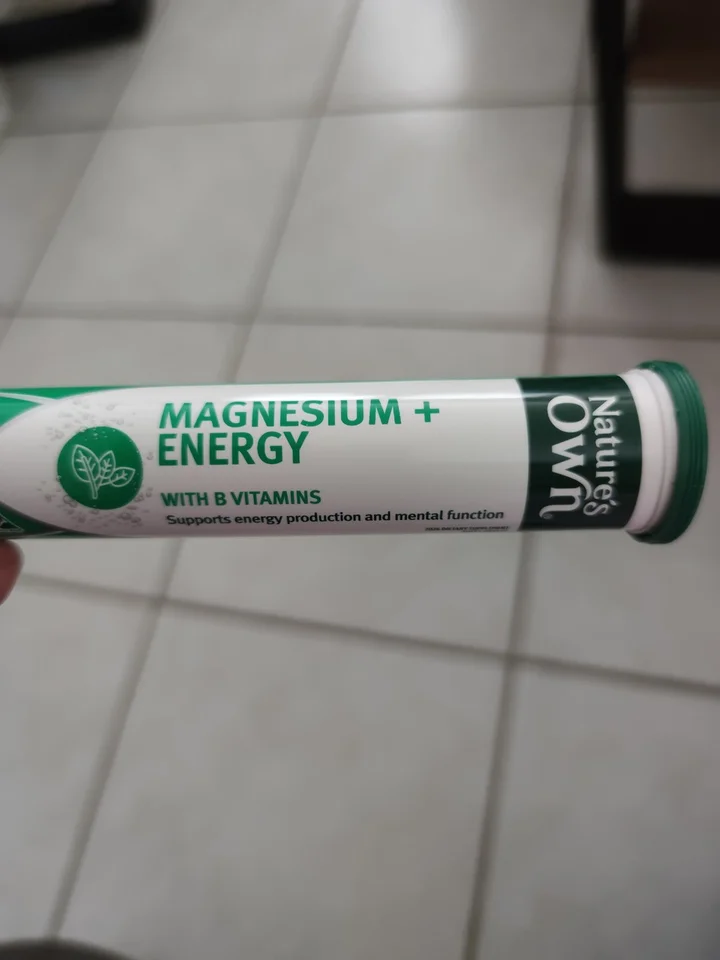 MAGNESIUM +
ENERGY
WITH B VITAMINS
Supports energy production and mental function
Nature's
Own